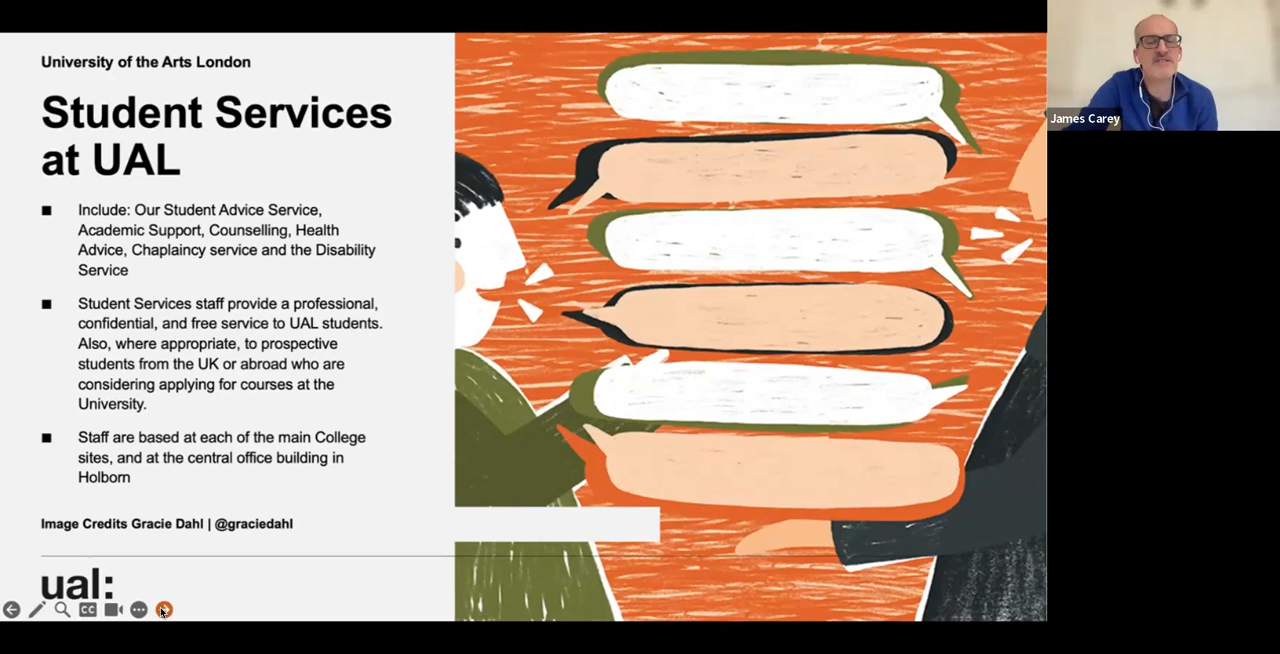 University of the Arts London
Student Services
at UAL
■ Include: Our Student Advice Service,
Academic Support, Counselling, Health
Advice, Chaplaincy service and the Disability
Service
■ Student Services staff provide a professional,
confidential, and free service to UAL students.
Also, where appropriate, to prospective
students from the UK or abroad who are
considering applying for courses at the
University.
■ Staff are based at each of the main College
sites, and at the central office building in
Holborn
Image Credits Gracie Dahl | @graciedahl
ual:
CC
James Carey